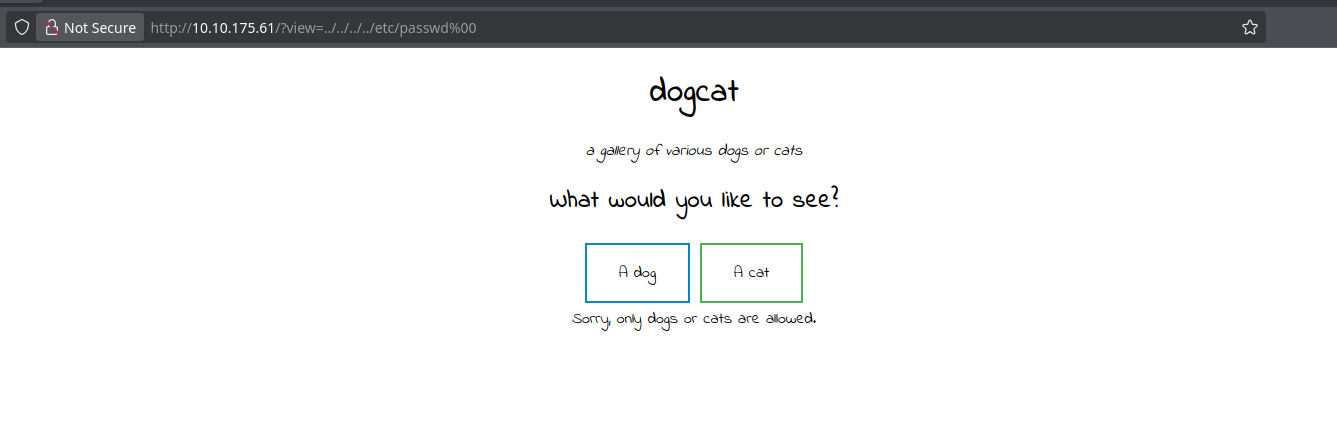 Not Secure http://10.10.175.61/?view=../../../../etc/passwd%00
dogcat
a gallery of various dogs or cats
What would you like to see?
A dog A cat
Sorry, only dogs or cats are allowed.